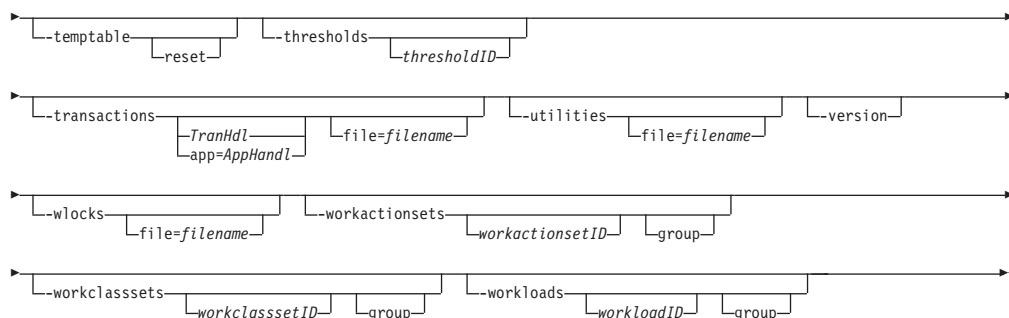 -temptable -thresholds
reset thresholdID
-transactions -utilities -version
TranHdl file=filename file=filename
app=AppHandl
-wlocks -workactionsets
file=filename workactionsetID group
-workclasssets -workloads
workclasssetID group workloadID group